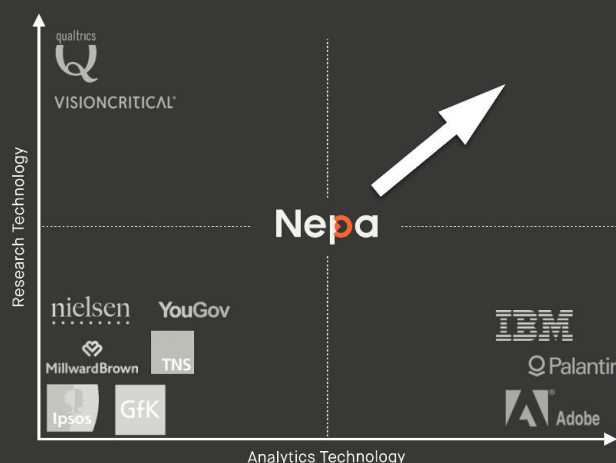 qualtrics
Q
VISIONCRITICAL®
Research Technology
Nepa
nielsen
YouGov
MillwardBrown
TNS
Ipsos
GfK
IBM
Palantir
Adobe
Analytics Technology